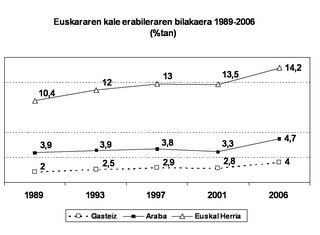 Euskararen kale erabileraren bilakaera 1989-2006
(%tan)
10,4 12 13 13,5 14,2
3,9 3,9 3,8 3,3 4,7
2 2,5 2,9 2,8 4
1989 1993 1997 2001 2006
Gasteiz Araba Euskal Herria